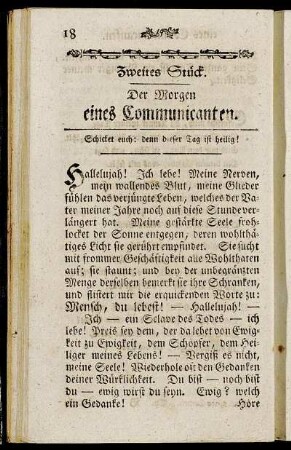 18
Zweites Stück.
Der Morgen
eines Communicanten.
Schicket euch: denn dieser Tag ist heilig!
Hallelujah! Ich lebe! Meine Nerven,
mein wallendes Blut, meine Glieder
fühlen das verjüngte Leben, welches der Va-
ter meiner Jahre noch auf diese Stunde ver-
längert hat. Meine gestärkte Seele froh-
locket der Sonne entgegen, deren wohlthä-
tiges Licht sie gerührt empfindet. Sie sucht
mit frommer Geschäftigkeit alle Wohlthaten
auf; sie staunt; und bey der unbegränzten
Menge derselben bemerkt sie ihre Schranken,
und stistert mir die erquickenden Worte zu:
Mensch, du lebest! — Hallelujah! —
Ich — ein Sclave des Todes — ich
lebe! Preis sey dem, der da lebet von Ewig-
keit zu Ewigkeit, dem Schöpfer, dem Hei-
liger meines Lebens! — Vergiß es nicht,
meine Seele! Wiederhole oft den Gedanken
deiner Würklichkeit. Du bist — noch bist
du — ewig wirst du seyn. Ewig? welch
ein Gedanke! Höre